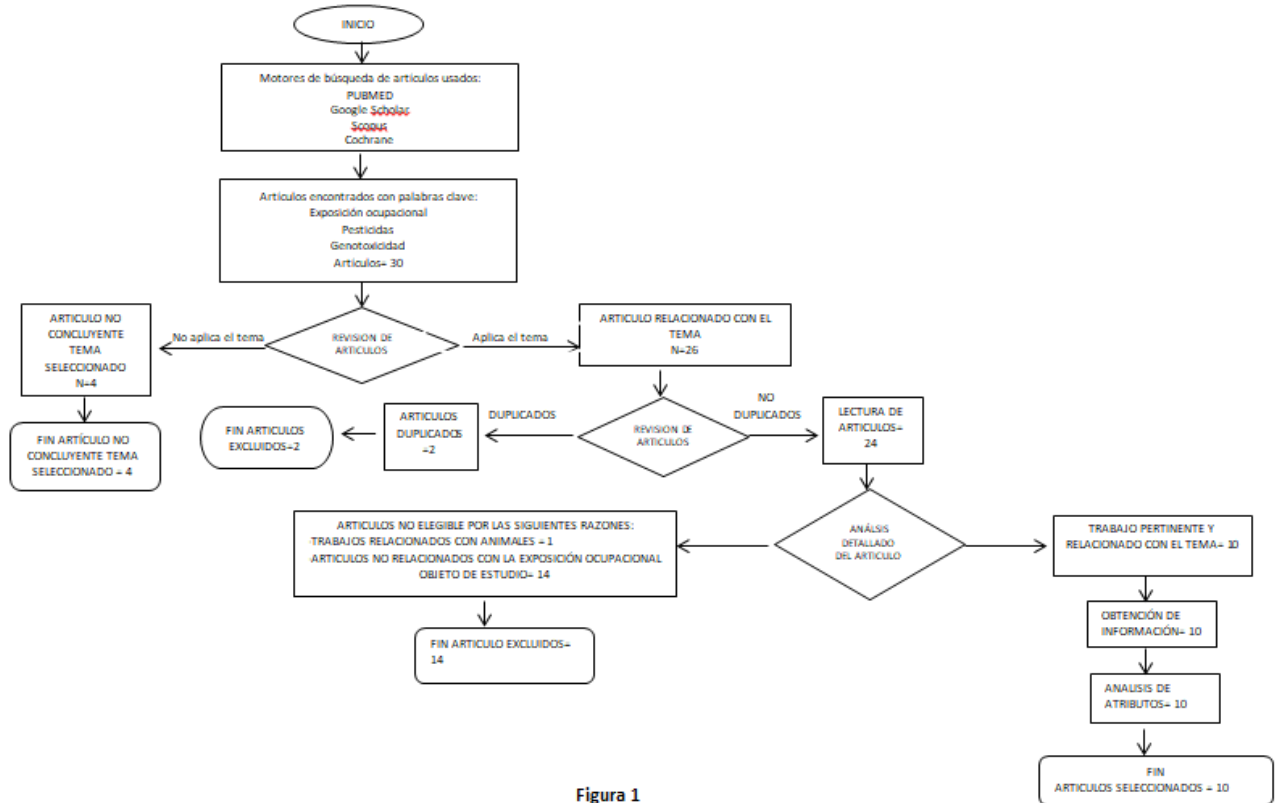 INICIO
Motores de búsqueda de articulos usados:
PUBMED
Google Scholas
Scopus
Cochrane
Articulos encontrados con palabras clave:
Exposición ocupacional
Pesticidas
Genotoxicidad
Articulos= 30
REVISION DE
ARTICULOS
No aplica el tema
Aplica el tema
ARTICULO NO
CONCLUYENTE
TEMA
SELECCIONADO
N=4
FIN ARTÍCULO NO
CONCLUYENTE TEMA
SELECCIONADO = 4
ARTICULO RELACIONADO CON EL
TEMA
N=26
REVISION DE
ARTICULOS
DUPLICADOS
NO
DUPLICADOS
ARTICULOS
DUPLICADOS
=2
FIN ARTICULOS
EXCLUIDOS=2
LECTURA DE
ARTICULOS=
24
ANÁLSIS
DETALLADO
DEL ARTICULO
ARTICULOS NO ELEGIBLE POR LAS SIGUIENTES RAZONES:
-TRABAJOS RELACIONADOS CON ANIMALES =1
-ARTICULOS NO RELACIONADOS CON LA EXPOSICIÓN OCUPACIONAL
OBJETO DE ESTUDIO= 14
FIN ARTICULO EXCLUIDOS=
14
TRABAJO PERTINENTE Y
RELACIONADO CON EL TEMA= 10
OBTENCIÓN DE
INFORMACIÓN= 10
ANALISIS DE
ATRIBUTOS= 10
FIN
ARTICULOS SELECCIONADOS = 10
Figura 1